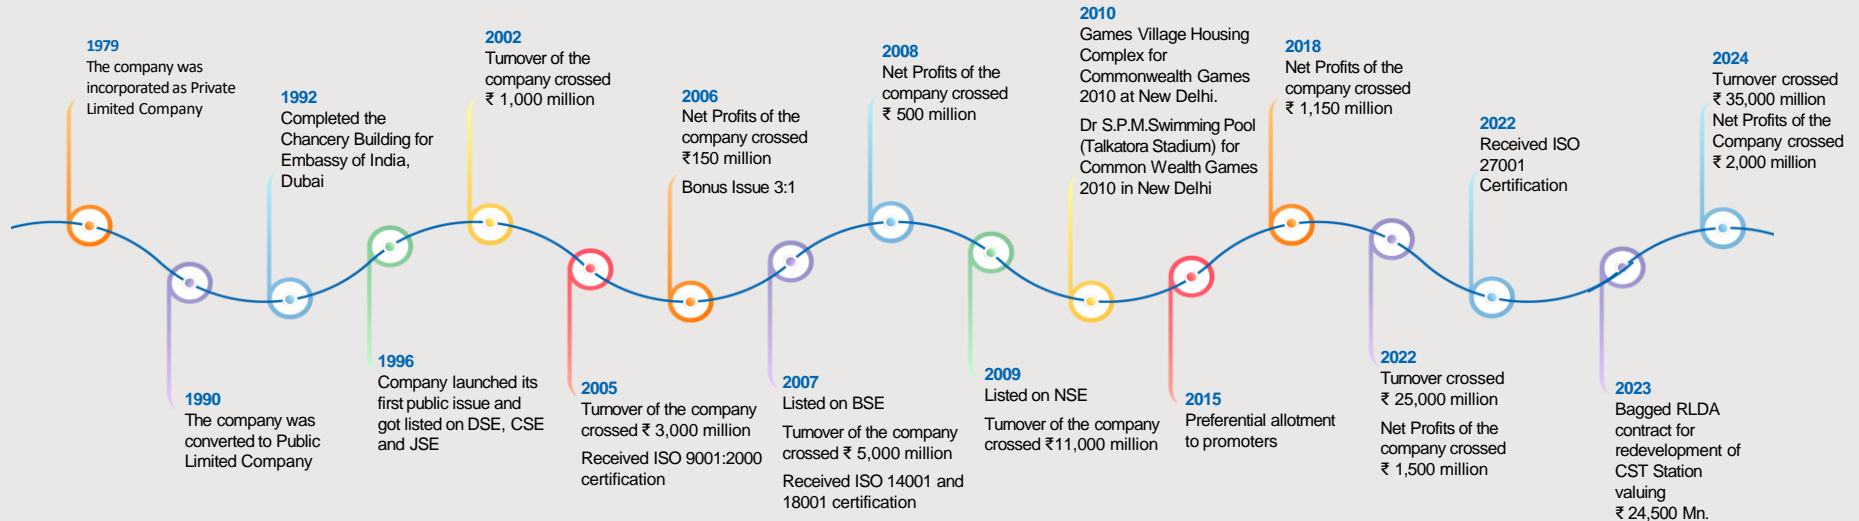 1979
The company was
incorporated as Private
Limited Company
1990
The company was
converted to Public
Limited Company
1992
Completed the
Chancery Building for
Embassy of India,
Dubai
1996
Company launched its
first public issue and
got listed on DSE, CSE
and JSE
2002
Turnover of the
company crossed
₹ 1,000 million
2005
Turnover of the company
crossed ₹ 3,000 million
Received ISO 9001:2000
certification
2006
Net Profits of the
company crossed
₹150 million
Bonus Issue 3:1
2007
Listed on BSE
Turnover of the company
crossed ₹ 5,000 million
Received ISO 14001 and
18001 certification
2008
Net Profits of the
company crossed
₹ 500 million
2009
Listed on NSE
Turnover of the company
crossed ₹11,000 million
2010
Games Village Housing
Complex for
Commonwealth Games
2010 at New Delhi.
Dr S.P.M.Swimming Pool
(Talkatora Stadium) for
Common Wealth Games
2010 in New Delhi
2015
Preferential allotment
to promoters
2018
Net Profits of the
company crossed
₹ 1,150 million
2022
Turnover crossed
₹ 25,000 million
Net Profits of the
company crossed
₹ 1,500 million
2022
Received ISO
27001
Certification
2023
Bagged RLDA
contract for
redevelopment of
CST Station
valuing
₹ 24,500 Mn.
2024
Turnover crossed
₹ 35,000 million
Net Profits of the
Company crossed
₹ 2,000 million